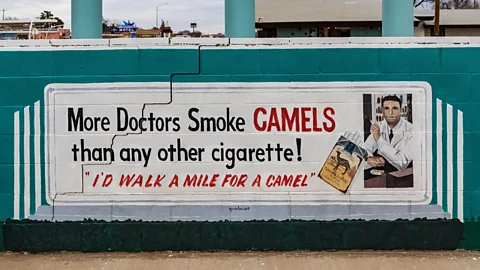 More Doctors Smoke CAMELS
than any other cigarette!
"I'D WALK A MILE FOR A CAMEL"